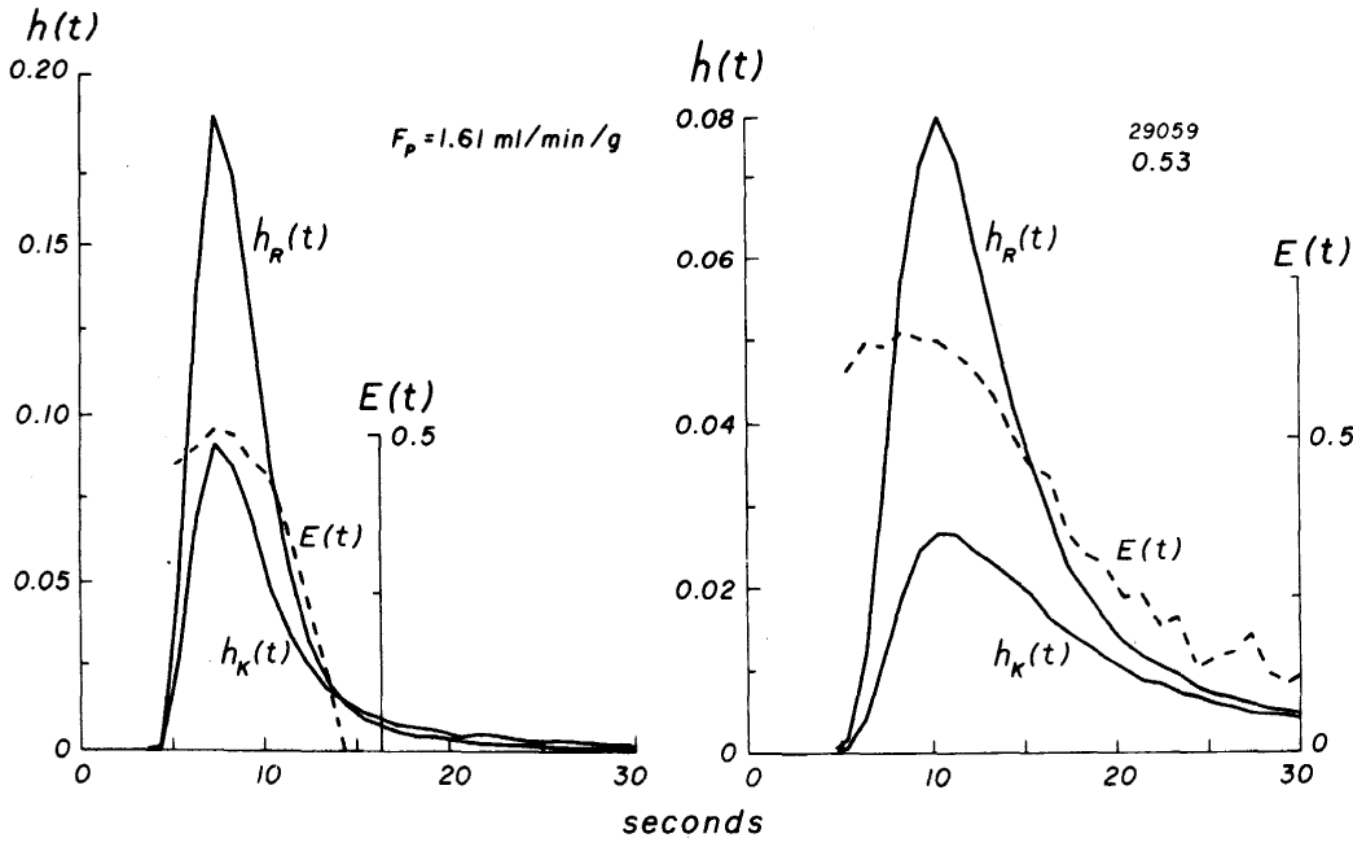 h(t)
0.20
0.15
0.10
0.05
0
F_P = 1.61 ml/min/g
h_R(t)
E(t)
0.5
E(t)
h_K(t)
0
10
20
30
h(t)
0.08
0.06
0.04
0.02
0
29059
0.53
h_R(t)
E(t)
0.5
0
E(t)
h_K(t)
0
10
20
30
seconds